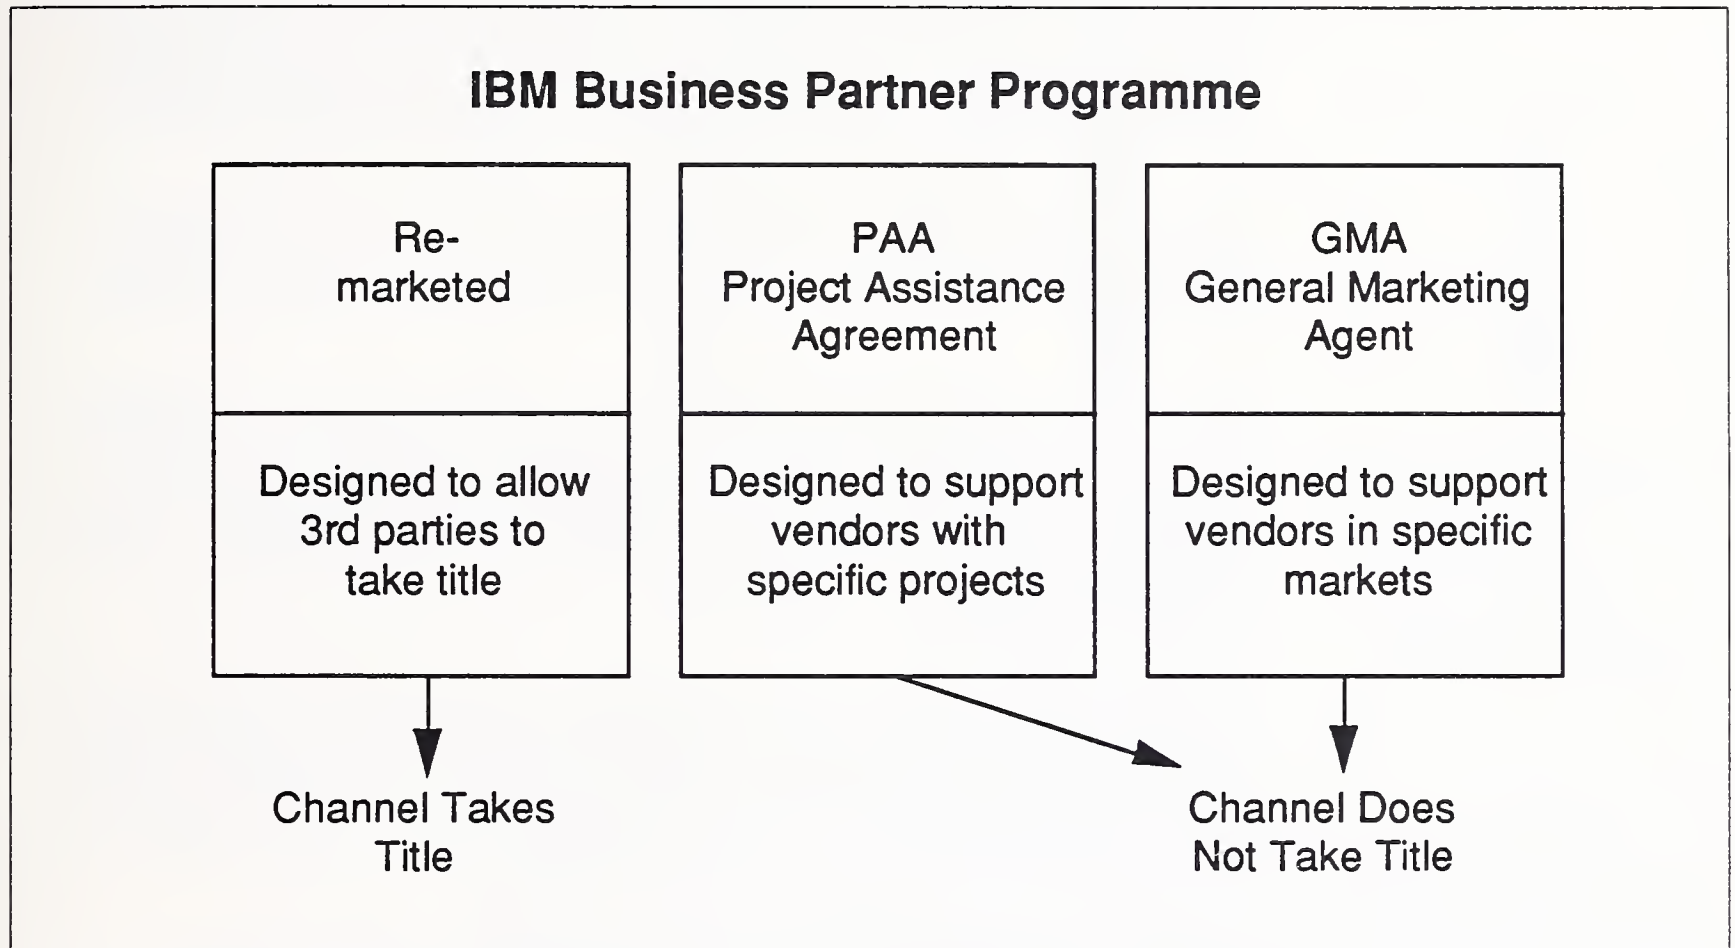 IBM Business Partner Programme
Re-
marketed
Designed to allow
3rd parties to
take title
Channel Takes
Title
PAA
Project Assistance
Agreement
Designed to support
vendors with
specific projects
GMA
General Marketing
Agent
Designed to support
vendors in specific
markets
Channel Does
Not Take Title